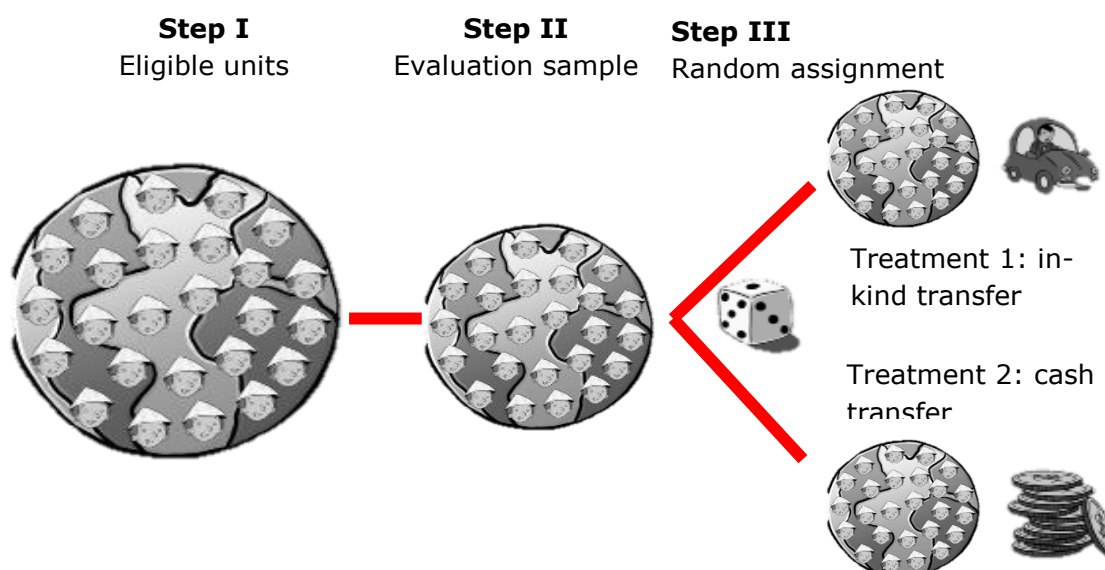 Step I
Eligible units
Step II
Evaluation sample
Step III
Random assignment
Treatment 1: in-
kind transfer
Treatment 2: cash
transfer